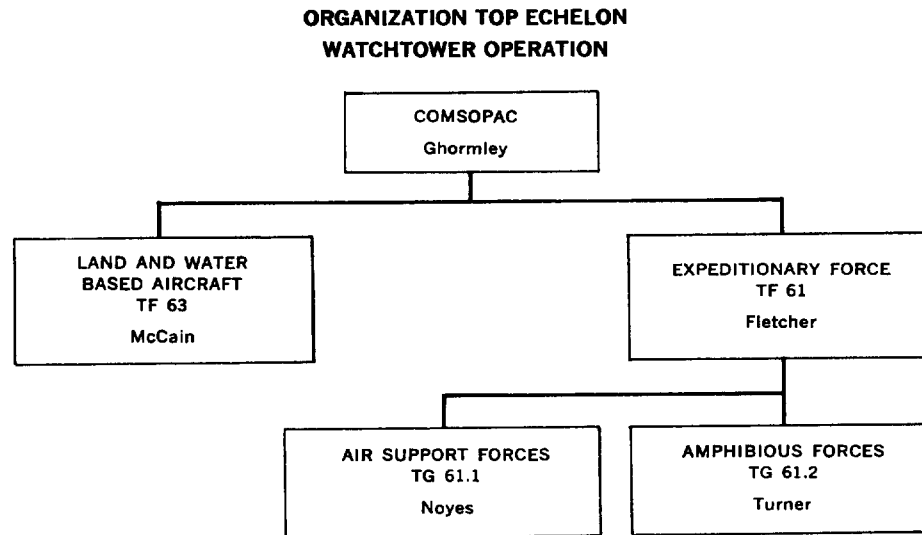 ORGANIZATION TOP ECHELON
WATCHTOWER OPERATION
COMSOPAC
Ghormley
LAND AND WATER
BASED AIRCRAFT
TF 63
McCain
EXPEDITIONARY FORCE
TF 61
Fletcher
AIR SUPPORT FORCES
TG 61.1
Noyes
AMPHIBIOUS FORCES
TG 61.2
Turner